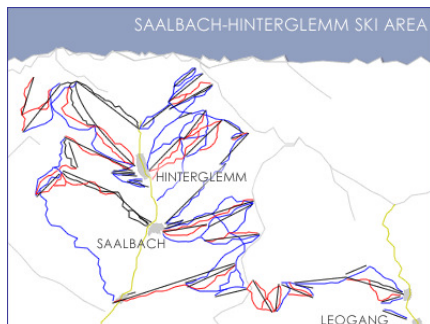 SAALBACH-HINTERGLEMM SKI AREA
HINTERGLEMM
SAALBACH
LEOGANG